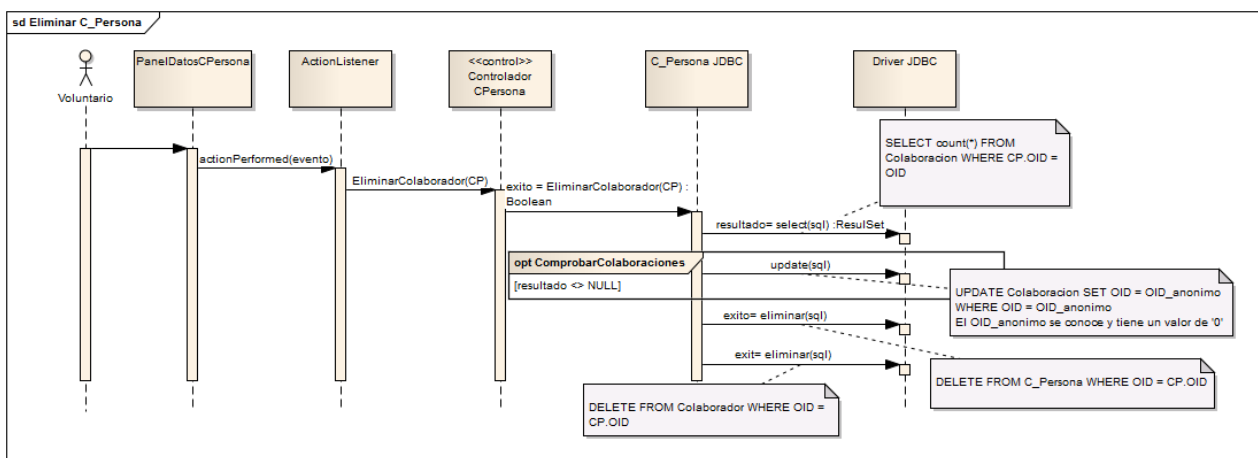 sd Eliminar C_Persona
Voluntario
PanelDatosCPersona
ActionListener
<<control>>
Controlador
CPersona
C_Persona JDBC
Driver JDBC
SELECT count(*) FROM
Colaboracion WHERE CP.OID =
OID
actionPerformed(evento)
EliminarColaborador(CP)
exito = EliminarColaborador(CP) :
Boolean
resultado= select(sql) :ResulSet
opt ComprobarColaboraciones
[resultado <> NULL]
update(sql)
UPDATE Colaboracion SET OID = OID_anonimo
WHERE OID = OID_anonimo
El OID_anonimo se conoce y tiene un valor de '0'
exito= eliminar(sql)
exit= eliminar(sql)
DELETE FROM C_Persona WHERE OID = CP.OID
DELETE FROM Colaborador WHERE OID =
CP.OID